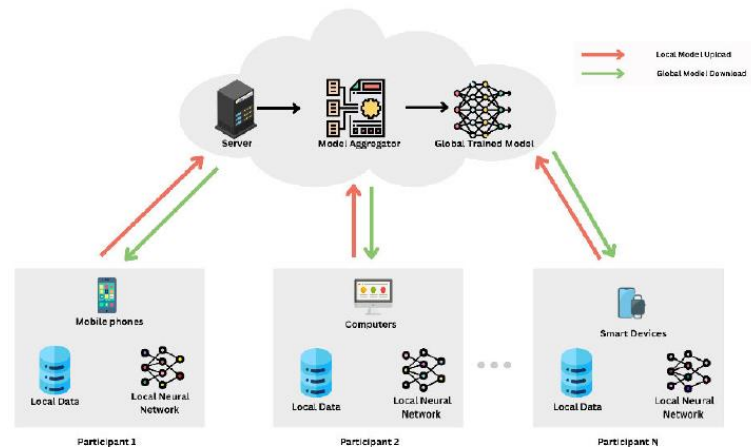 Local Model Upload
Global Model Download
Server
Model Aggregator
Global Trained Model
Mobile phones
Local Data
Local Neural
Network
Participant 1
Computers
Local Data
Local Neural
Network
Participant 2
Smart Devices
Local Data
Local Neural
Network
Participant N